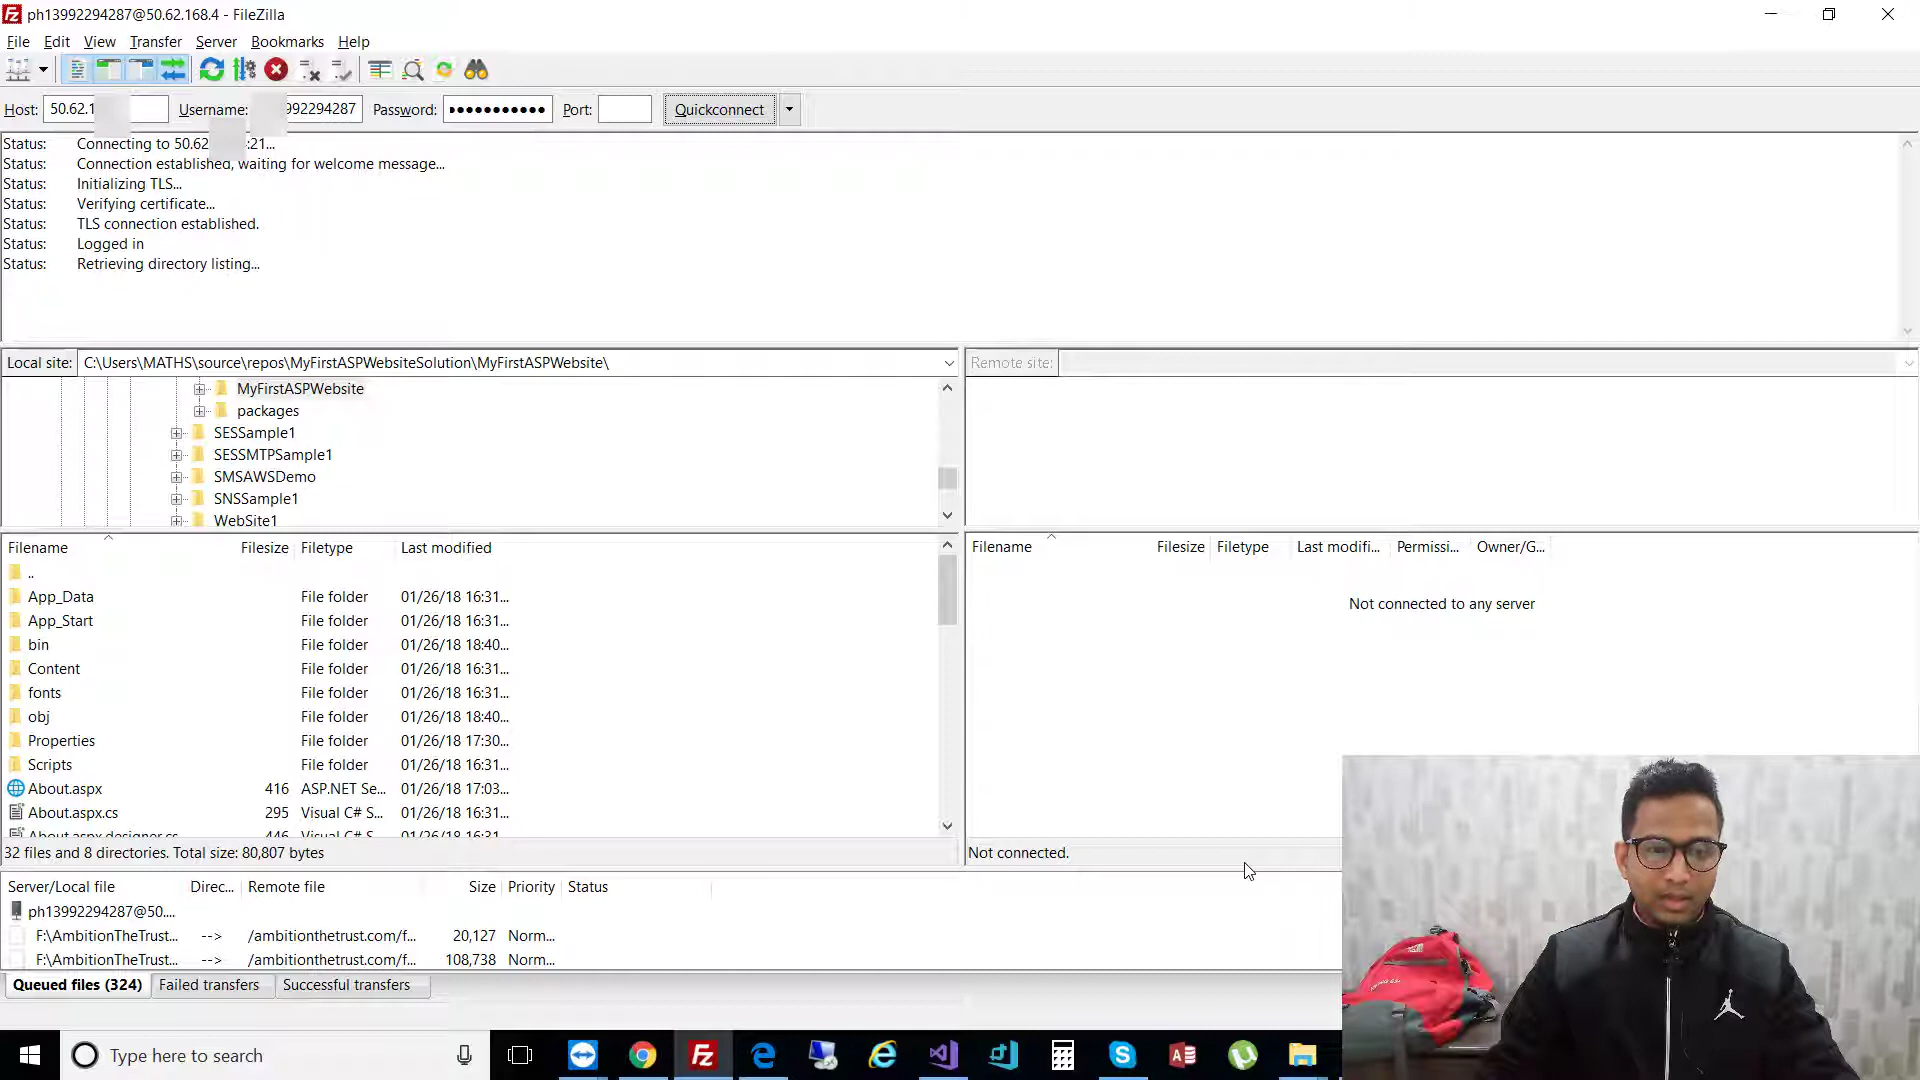 ph13992294287@50.62.168.4 - FileZilla
File Edit View Transfer Server Bookmarks Help
Host: 50.62.1 Username: 992294287 Password: ●●●●●●●●●●● Port: Quickconnect
Status: Connecting to 50.62 :21...
Status: Connection established, waiting for welcome message...
Status: Initializing TLS...
Status: Verifying certificate...
Status: TLS connection established.
Status: Logged in
Status: Retrieving directory listing...
Local site: C:\Users\MATHS\source\repos\MyFirstASPWebsiteSolution\MyFirstASPWebsite\
Remote site:
MyFirstASPWebsite
packages
SESSample1
SESSMTPSample1
SMSAWSDemo
SNSSample1
WebSite1
Filename Filesize Filetype Last modified
..
App_Data File folder 01/26/18 16:31...
App_Start File folder 01/26/18 16:31...
bin File folder 01/26/18 18:40...
Content File folder 01/26/18 16:31...
fonts File folder 01/26/18 16:31...
obj File folder 01/26/18 18:40...
Properties File folder 01/26/18 17:30...
Scripts File folder 01/26/18 16:31...
About.aspx 416 ASP.NET Se... 01/26/18 17:03...
About.aspx.cs 295 Visual C# S... 01/26/18 16:31...
About.aspx.designer.cs 446 Visual C# S... 01/26/18 16:31...
32 files and 8 directories. Total size: 80,807 bytes
Filename Filesize Filetype Last modifi... Permissi... Owner/G...
Not connected to any server
Not connected.
Server/Local file Direc... Remote file Size Priority Status
ph13992294287@50....
F:\AmbitionTheTrust... --> /ambitionthetrust.com/f... 20,127 Norm...
F:\AmbitionTheTrust... --> /ambitionthetrust.com/f... 108,738 Norm...
Queued files (324) Failed transfers Successful transfers
Type here to search